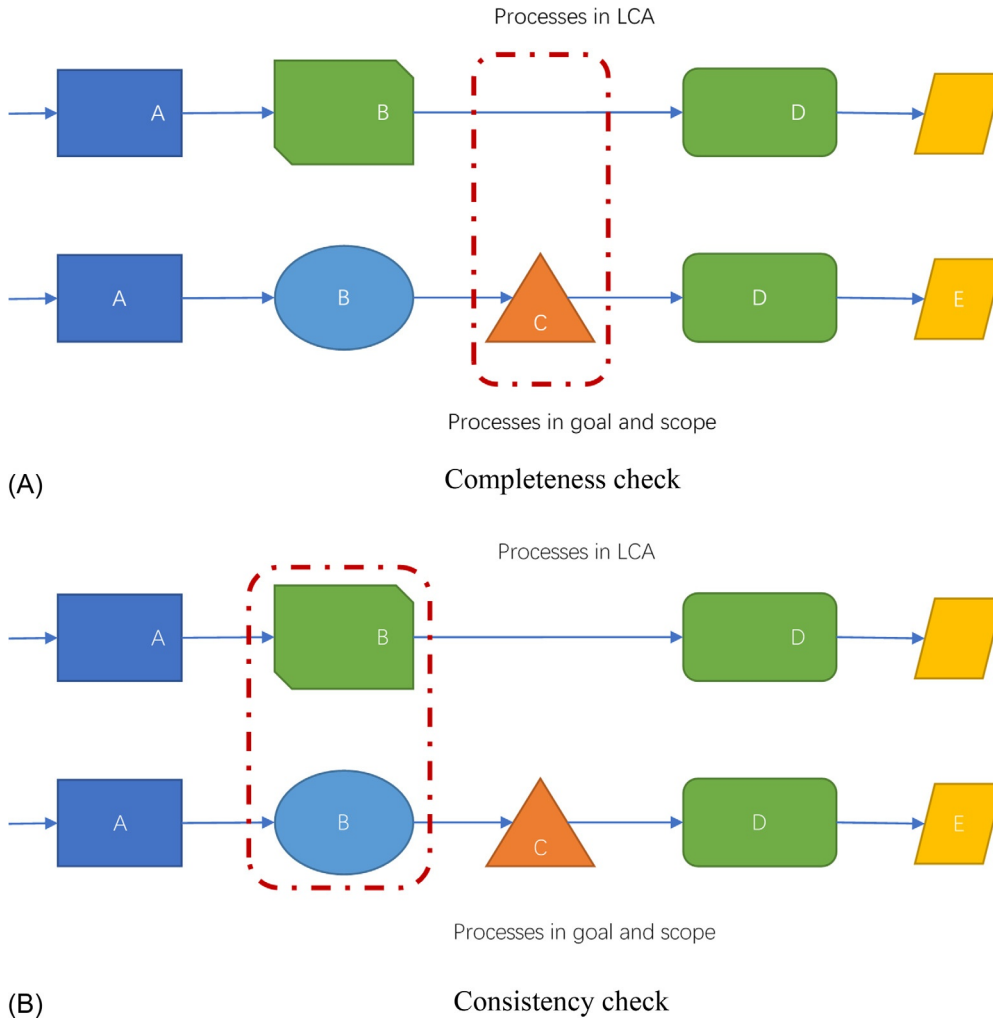 Processes in LCA
A B D
A B C D E
Processes in goal and scope
(A) Completeness check
Processes in LCA
A B D
A B C D E
Processes in goal and scope
(B) Consistency check